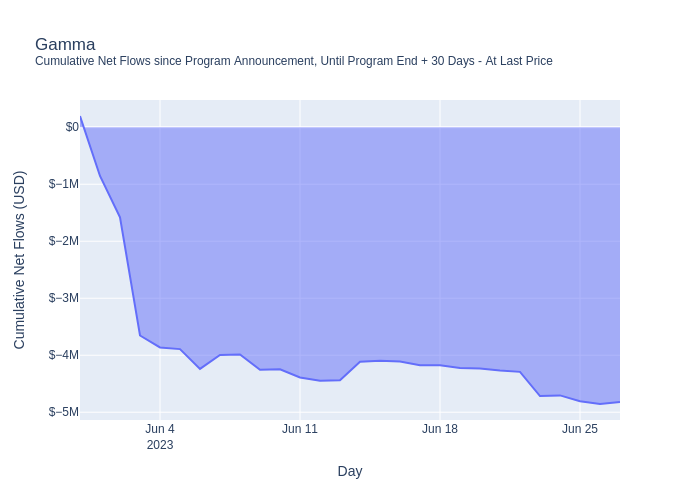 Gamma
Cumulative Net Flows since Program Announcement, Until Program End + 30 Days - At Last Price
$0
$−1M
$−2M
$−3M
$−4M
$−5M
Cumulative Net Flows (USD)
Jun 4
2023
Jun 11
Jun 18
Jun 25
Day